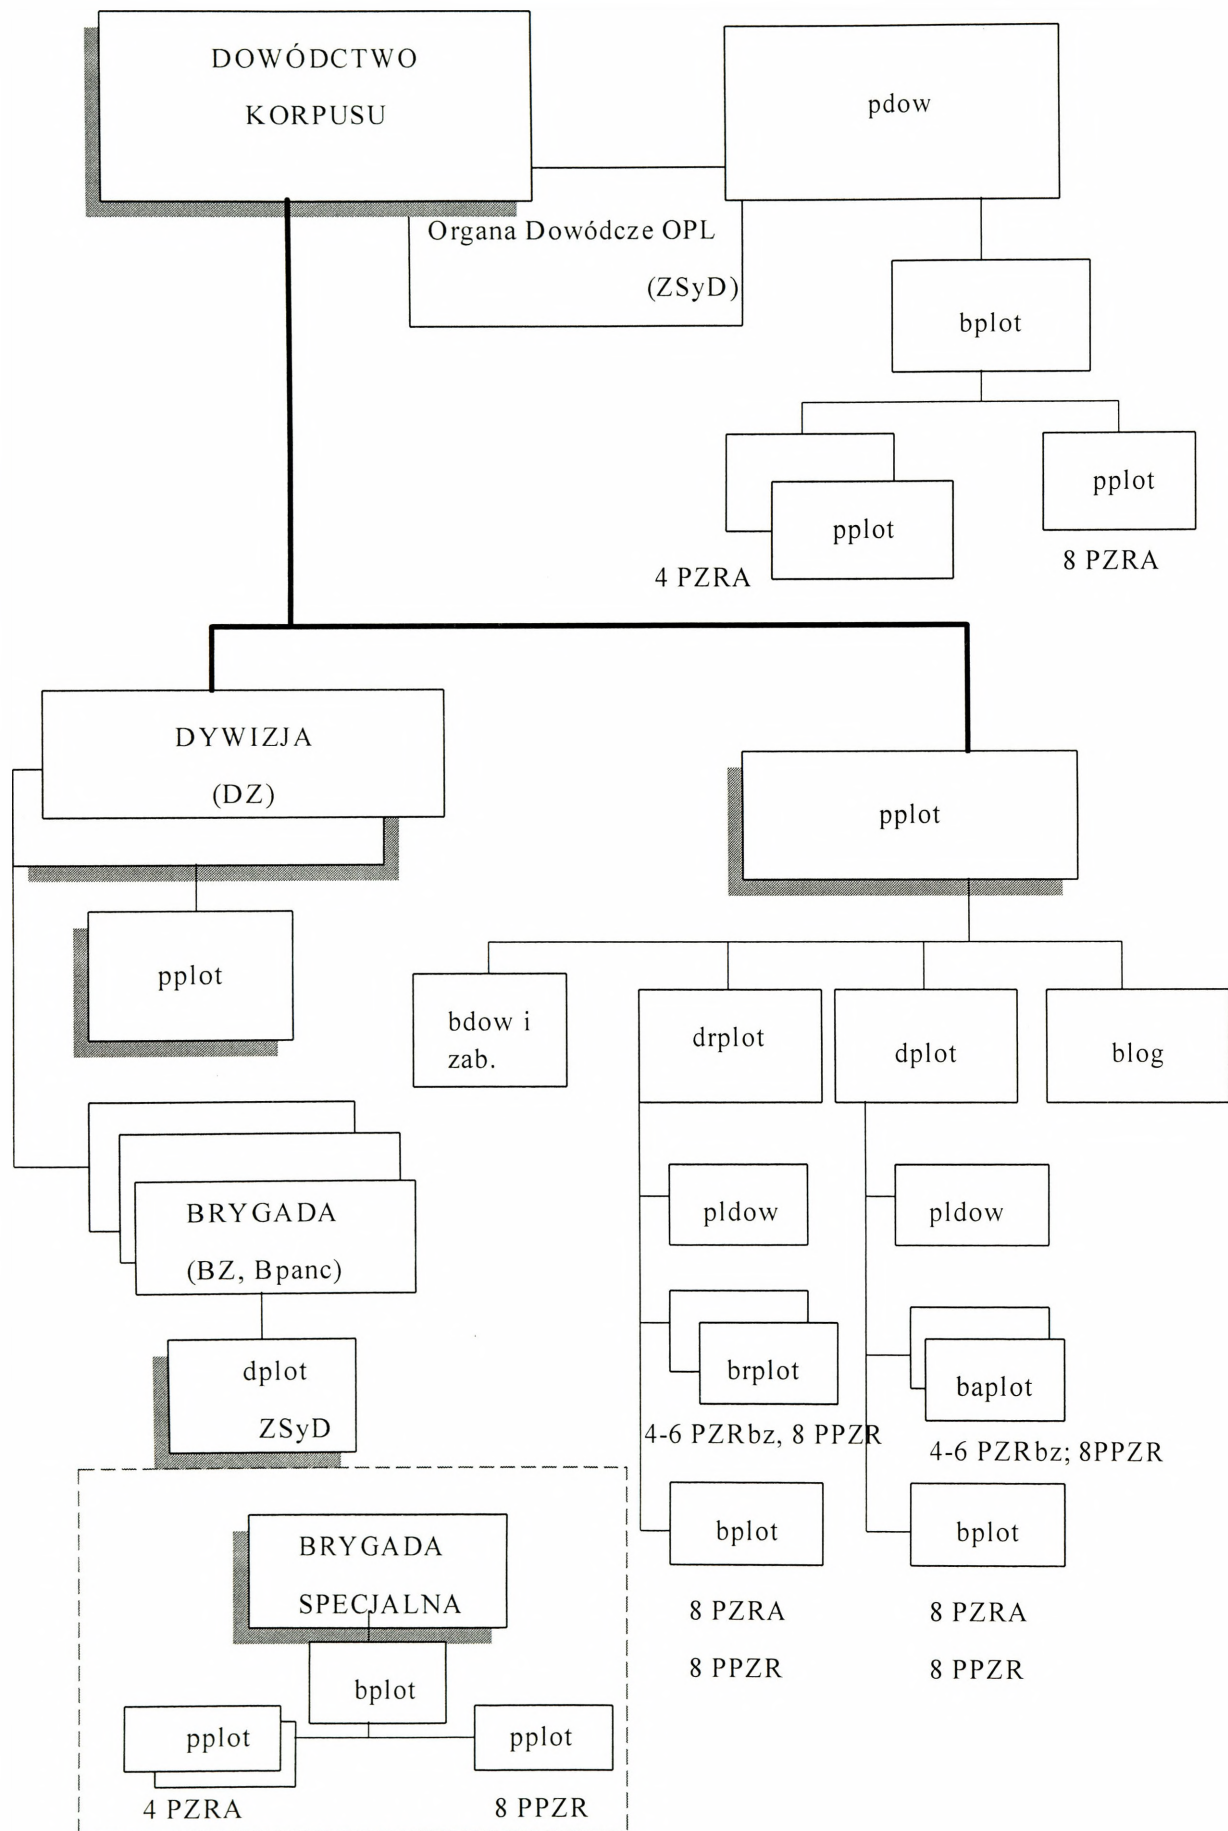 DOWÓDCTWO
KORPUSU
pdow
Organa Dowódcze OPL
(ZSyD)
bplot
pplot
pplot
4 PZRA
8 PZRA
DYWIZJA
(DZ)
pplot
pplot
bdow i
zab.
drplot
dplot
blog
pldow
pldow
BRYGADA
(BZ, Bpanc)
brplot
baplot
4-6 PZRbz, 8 PPZR
4-6 PZRbz; 8PPZR
dplot
ZSyD
bplot
bplot
8 PZRA
8 PPZR
8 PZRA
8 PPZR
BRYGADA
SPECJALNA
bplot
pplot
pplot
4 PZRA
8 PPZR